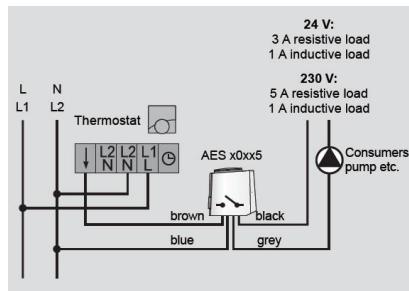 24 V:
3 A resistive load
1 A inductive load
230 V:
5 A resistive load
1 A inductive load
L N
L1 L2
Thermostat
L2 L2 L1
N N L
AES x0xx5
Consumers
pump etc.
brown black
blue grey